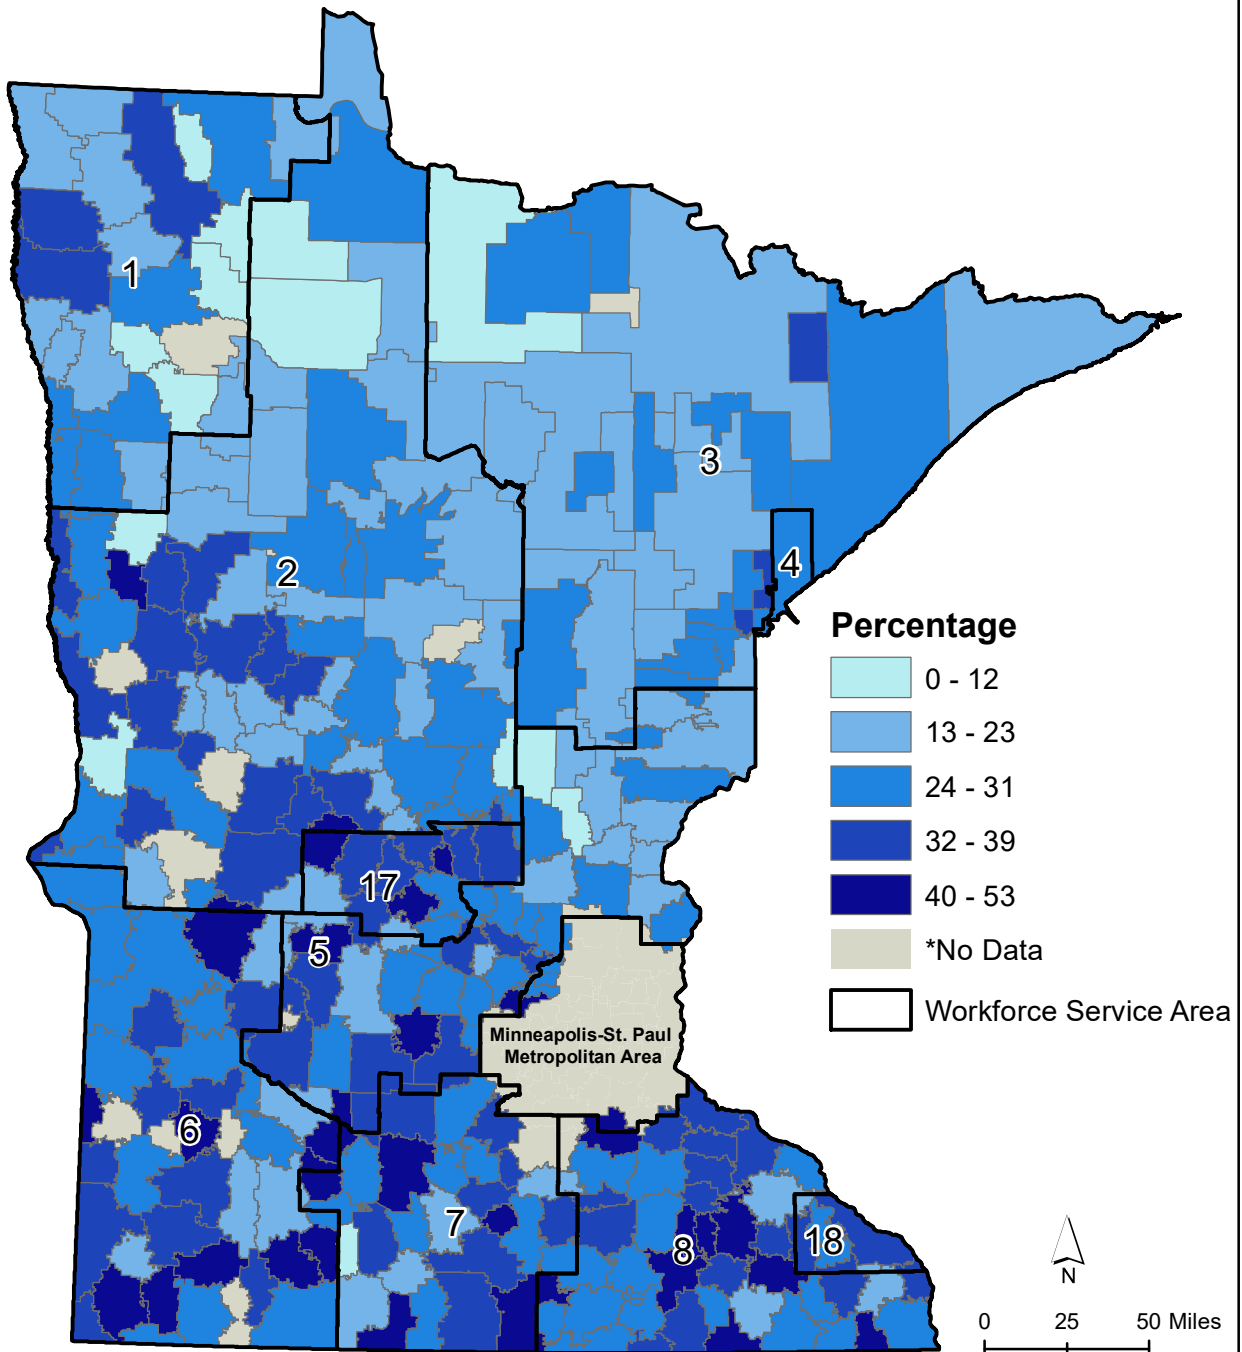 1
3
2
4
Percentage
0 - 12
13 - 23
24 - 31
32 - 39
40 - 53
*No Data
Workforce Service Area
17
5
Minneapolis-St. Paul
Metropolitan Area
6
7
8
18
N
0 25 50 Miles